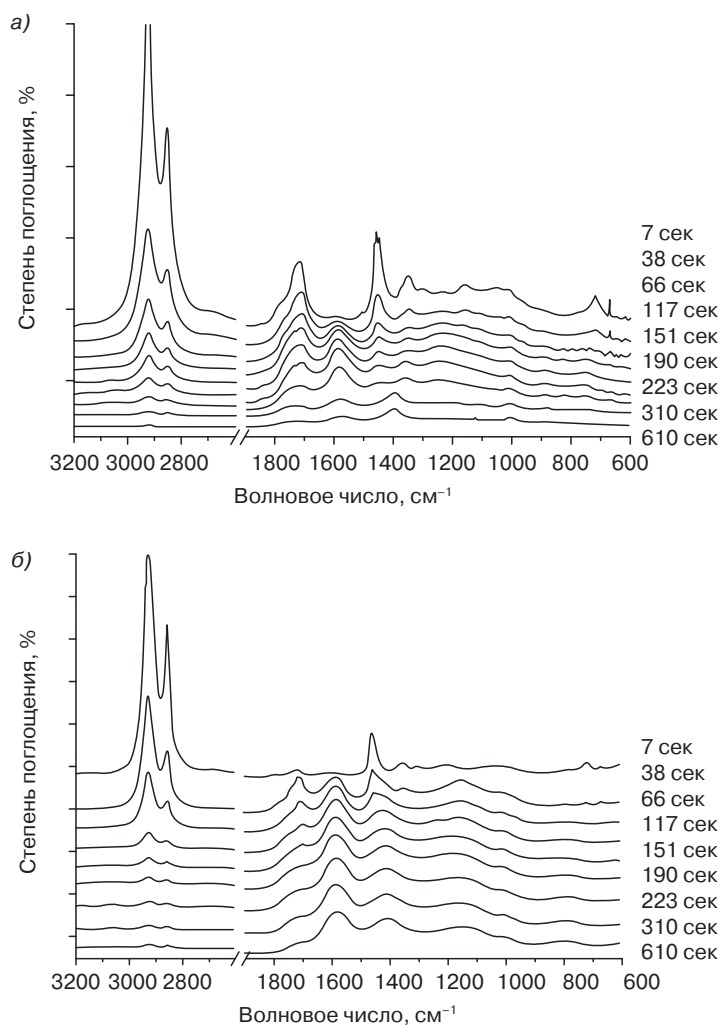 а)
Степень поглощения, %
7 сек
38 сек
66 сек
117 сек
151 сек
190 сек
223 сек
310 сек
610 сек
3200 3000 2800 1800 1600 1400 1200 1000 800 600
Волновое число, см⁻¹
б)
Степень поглощения, %
7 сек
38 сек
66 сек
117 сек
151 сек
190 сек
223 сек
310 сек
610 сек
3200 3000 2800 1800 1600 1400 1200 1000 800 600
Волновое число, см⁻¹